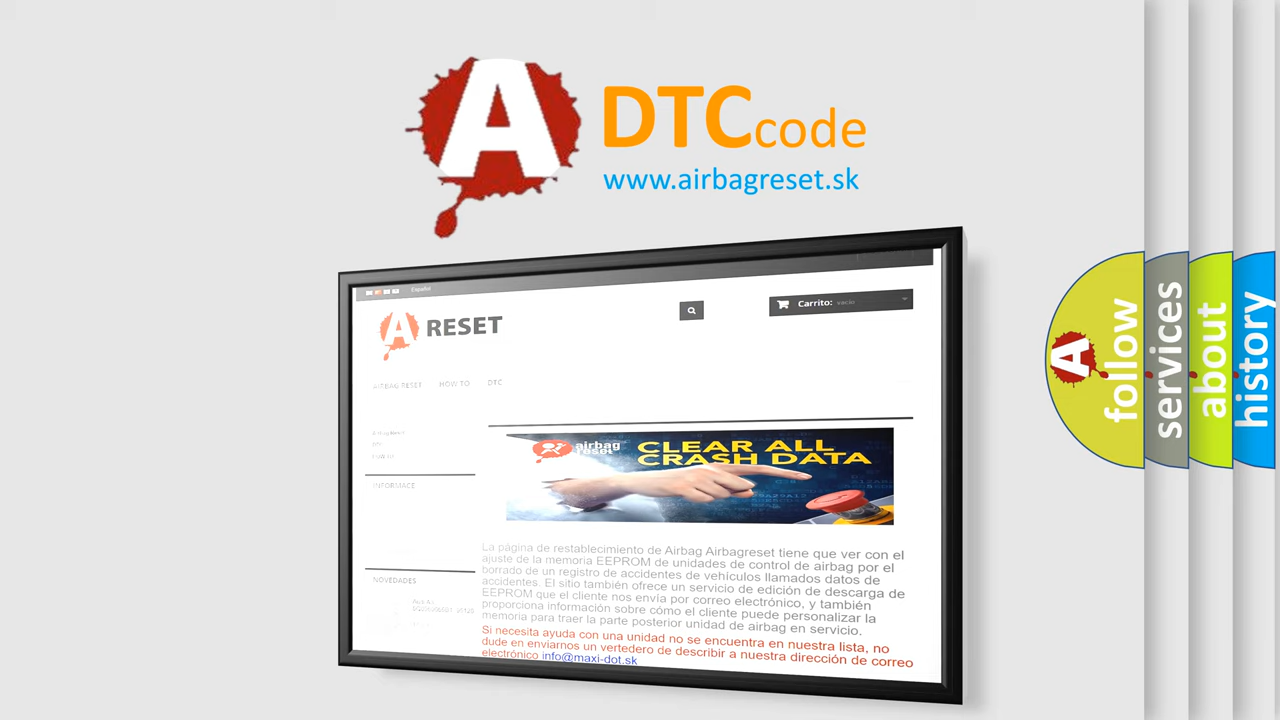 A DTCcode
www.airbagreset.sk
Español
Carrito: vacío
A RESET
AIRBAG RESET HOW TO DTC
INFORMACE
NOVEDADES
airbag
reset
CLEAR ALL
CRASH DATA
La página de restablecimiento de Airbag Airbagreset tiene que ver con el
ajuste de la memoria EEPROM de unidades de control de airbag por el
borrado de un registro de accidentes de vehículos llamados datos de
accidentes. El sitio también ofrece un servicio de edición de descarga de
EEPROM que el cliente nos envía por correo electrónico, y también
proporciona información sobre cómo el cliente puede personalizar la
memoria para traer la parte posterior unidad de airbag en servicio.
Si necesita ayuda con una unidad no se encuentra en nuestra lista, no
dude en enviarnos un vertedero de describir a nuestra dirección de correo
electrónico info@maxi-dot.sk
A
follow
services
about
history